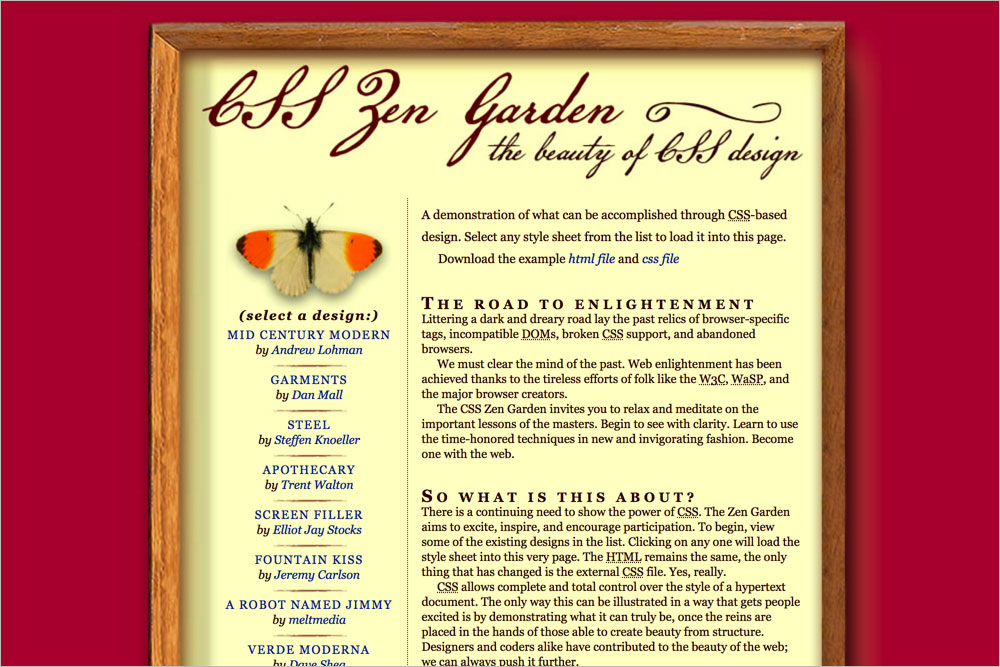 CSS Zen Garden
the beauty of CSS design
(select a design:)
MID CENTURY MODERN
by Andrew Lohman
GARMENTS
by Dan Mall
STEEL
by Steffen Knoeller
APOTHECARY
by Trent Walton
SCREEN FILLER
by Elliot Jay Stocks
FOUNTAIN KISS
by Jeremy Carlson
A ROBOT NAMED JIMMY
by meltmedia
VERDE MODERNA
by Dave Shea
A demonstration of what can be accomplished through CSS-based
design. Select any style sheet from the list to load it into this page.
Download the example html file and css file
THE ROAD TO ENLIGHTENMENT
Littering a dark and dreary road lay the past relics of browser-specific
tags, incompatible DOMs, broken CSS support, and abandoned
browsers.
We must clear the mind of the past. Web enlightenment has been
achieved thanks to the tireless efforts of folk like the W3C, WaSP, and
the major browser creators.
The CSS Zen Garden invites you to relax and meditate on the
important lessons of the masters. Begin to see with clarity. Learn to use
the time-honored techniques in new and invigorating fashion. Become
one with the web.
SO WHAT IS THIS ABOUT?
There is a continuing need to show the power of CSS. The Zen Garden
aims to excite, inspire, and encourage participation. To begin, view
some of the existing designs in the list. Clicking on any one will load the
style sheet into this very page. The HTML remains the same, the only
thing that has changed is the external CSS file. Yes, really.
CSS allows complete and total control over the style of a hypertext
document. The only way this can be illustrated in a way that gets people
excited is by demonstrating what it can truly be, once the reins are
placed in the hands of those able to create beauty from structure.
Designers and coders alike have contributed to the beauty of the web;
we can always push it further.